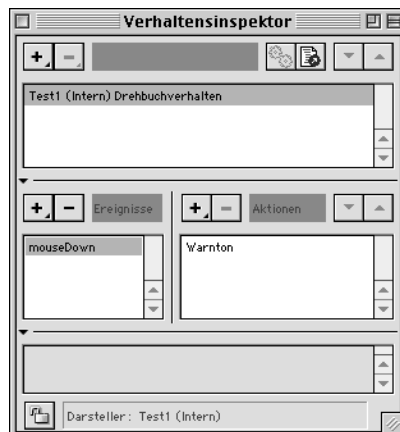 Verhaltensinspektor
Test1 (Intern) Drehbuchverhalten
Ereignisse
Aktionen
mouseDown
Warnton
Darsteller: Test1 (Intern)